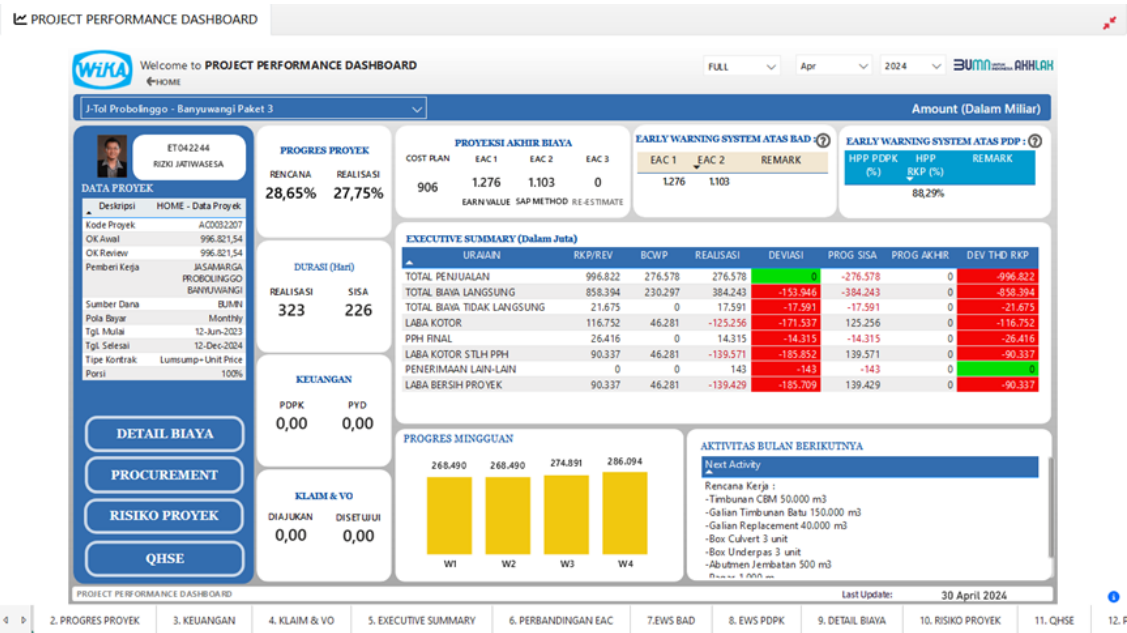 PROJECT PERFORMANCE DASHBOARD
WIKA
Welcome to PROJECT PERFORMANCE DASHBOARD
HOME
FULL
Apr
2024
BUMN
AKHLAK
J-Tol Probolinggo - Banyuwangi Paket 3
Amount (Dalam Miliar)
ET042244
RIZKI JATIWASESA
DATA PROYEK
Deskripsi HOME - Data Proyek
Kode Proyek AC0032207
OK Awal 996.821,54
OK Review 996.821,54
Pemberi Kerja JASAMARGA
PROBOLINGGO
BANYUWANGI
Sumber Dana BUMN
Pola Bayar Monthly
Tgl. Mulai 12-Jun-2023
Tgl. Selesai 12-Dec-2024
Tipe Kontrak Lumsump+Unit Price
Porsi 100%
DETAIL BIAYA
PROCUREMENT
RISIKO PROYEK
QHSE
PROGRES PROYEK
RENCANA REALISASI
28,65% 27,75%
DURASI (Hari)
REALISASI SISA
323 226
KEUANGAN
PDPK PYD
0,00 0,00
KLAIM & VO
DIAJUKAN DISETUJUI
0,00 0,00
PROYEKSI AKHIR BIAYA
COST PLAN EAC 1 EAC 2 EAC 3
906 1.276 1.103 0
EARN VALUE SAP METHOD RE-ESTIMATE
EARLY WARNING SYSTEM ATAS BAD :
EAC 1 EAC 2 REMARK
1.276 1.103
EARLY WARNING SYSTEM ATAS PDP :
HPP PDPK HPP REMARK
(%) RKP (%)
88,29%
EXECUTIVE SUMMARY (Dalam Juta)
URAIAN RKP/REV BCWP REALISASI DEVIASI PROG SISA PROG AKHIR DEV THD RKP
TOTAL PENJUALAN 996.822 276.578 276.578 0 -276.578 0 -996.822
TOTAL BIAYA LANGSUNG 858.394 230.297 384.243 -153.946 -384.243 0 -858.394
TOTAL BIAYA TIDAK LANGSUNG 21.675 0 17.591 -17.591 -17.591 0 -21.675
LABA KOTOR 116.752 46.281 -125.256 -171.537 125.256 0 -116.752
PPH FINAL 26.416 0 14.315 -14.315 -14.315 0 -26.416
LABA KOTOR STLH PPH 90.337 46.281 -139.571 -185.852 139.571 0 -90.337
PENERIMAAN LAIN-LAIN 0 0 143 -143 -143 0 0
LABA BERSIH PROYEK 90.337 46.281 -139.429 -185.709 139.429 0 -90.337
PROGRES MINGGUAN
268.490 268.490 274.891 286.094
W1 W2 W3 W4
AKTIVITAS BULAN BERIKUTNYA
Next Activity
Rencana Kerja :
-Timbunan CBM 50.000 m3
-Galian Timbunan Batu 150.000 m3
-Galian Replacement 40.000 m3
-Box Culvert 3 unit
-Box Underpas 3 unit
-Abutmen Jembatan 500 m3
PROJECT PERFORMANCE DASHBOARD
Last Update: 30 April 2024
2. PROGRES PROYEK 3. KEUANGAN 4. KLAIM & VO 5. EXECUTIVE SUMMARY 6. PERBANDINGAN EAC 7.EWS BAD 8. EWS PDPK 9. DETAIL BIAYA 10. RISIKO PROYEK 11. QHSE 12.